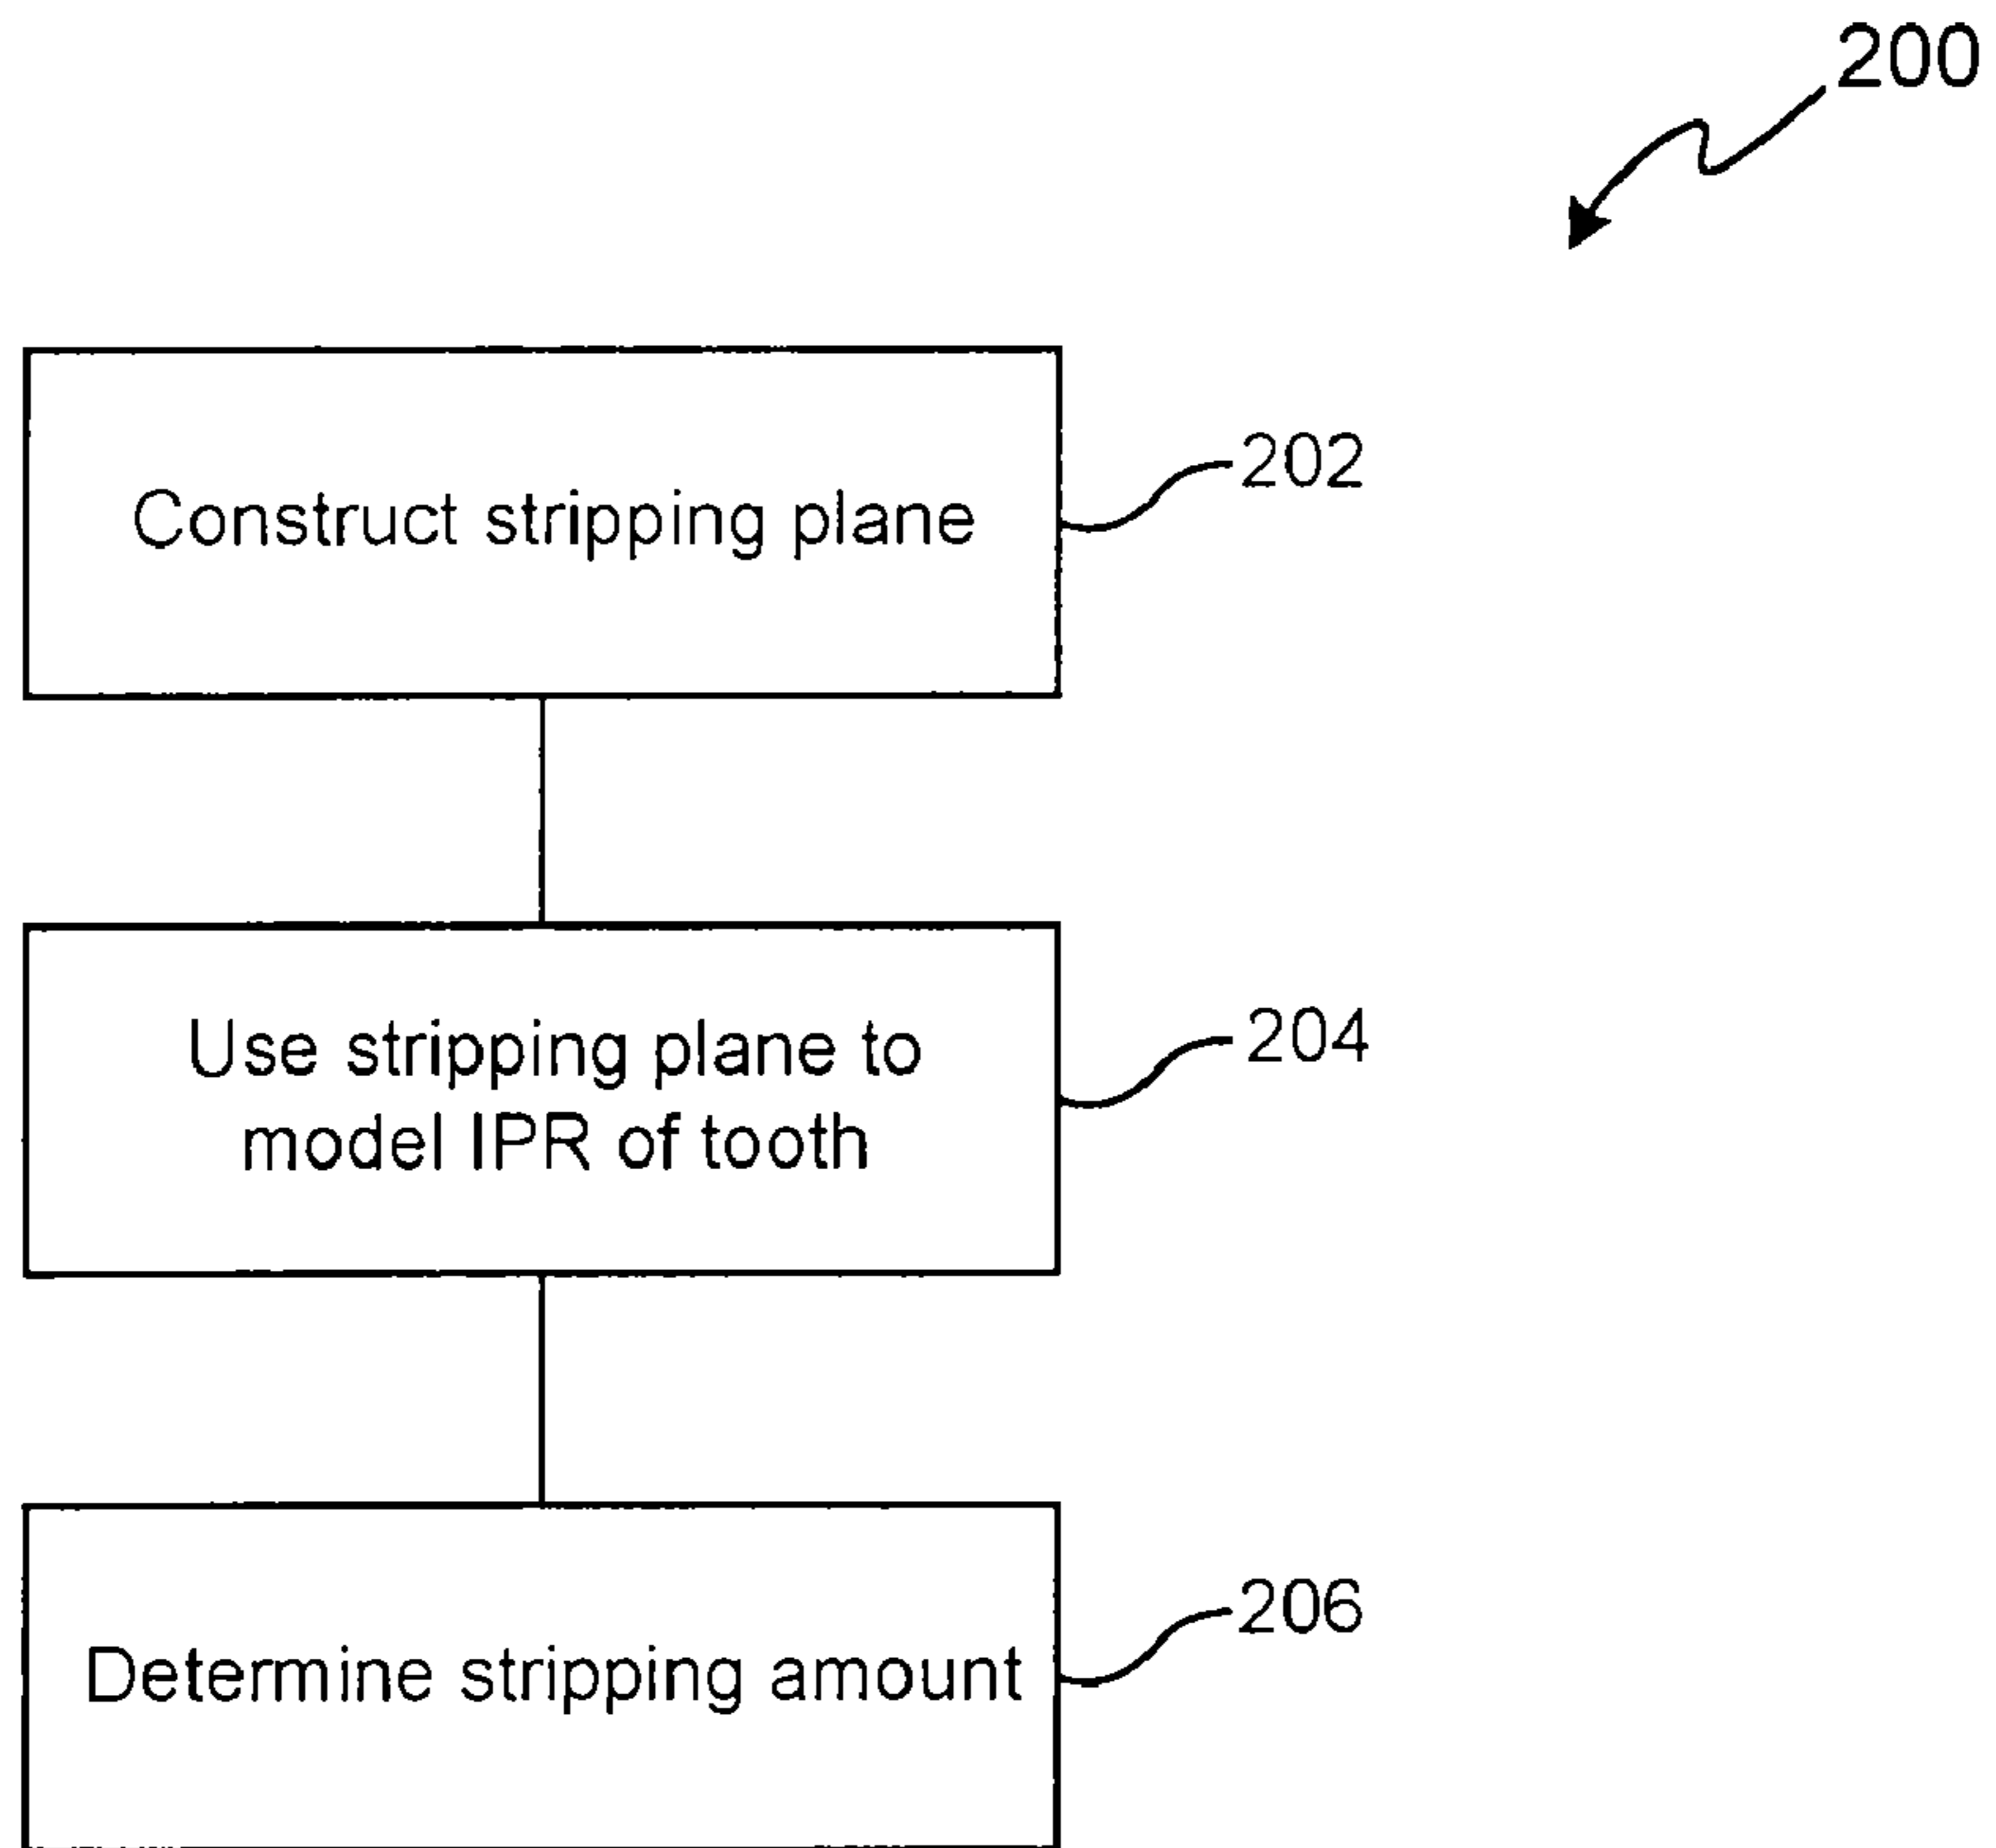 200
Construct stripping plane
202
Use stripping plane to
model IPR of tooth
204
Determine stripping amount
206